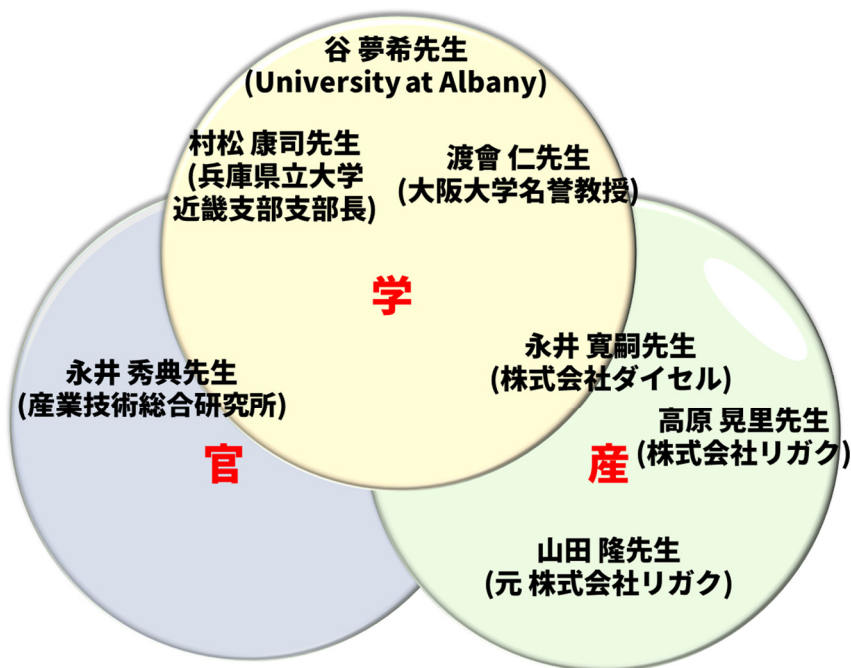 谷 夢希先生
(University at Albany)
村松 康司先生
(兵庫県立大学
近畿支部支部長)
渡會 仁先生
(大阪大学名誉教授)
学
永井 寛嗣先生
(株式会社ダイセル)
永井 秀典先生
(産業技術総合研究所)
高原 晃里先生
(株式会社リガク)
官
産
山田 隆先生
(元 株式会社リガク)